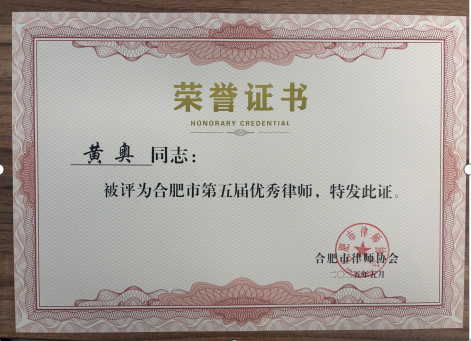 荣誉证书
HONORARY CREDENTIAL
黄奥 同志：
被评为合肥市第五届优秀律师，特发此证。
合肥市律师协会
五年五月